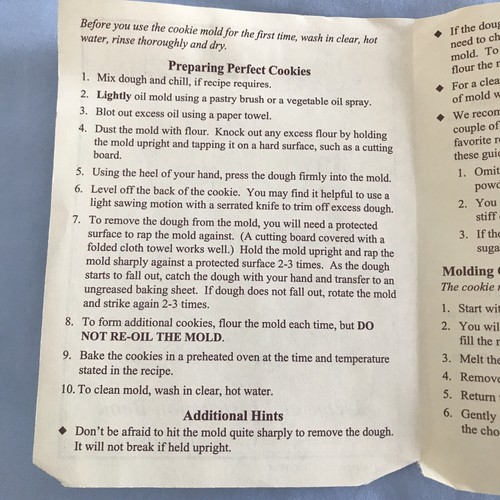 Before you use the cookie mold for the first time, wash in clear, hot
water, rinse thoroughly and dry.
Preparing Perfect Cookies
1. Mix dough and chill, if recipe requires.
2. Lightly oil mold using a pastry brush or a vegetable oil spray.
3. Blot out excess oil using a paper towel.
4. Dust the mold with flour. Knock out any excess flour by holding
the mold upright and tapping it on a hard surface, such as a cutting
board.
5. Using the heel of your hand, press the dough firmly into the mold.
6. Level off the back of the cookie. You may find it helpful to use a
light sawing motion with a serrated knife to trim off excess dough.
7. To remove the dough from the mold, you will need a protected
surface to rap the mold against. (A cutting board covered with a
folded cloth towel works well.) Hold the mold upright and rap the
mold sharply against a protected surface 2-3 times. As the dough
starts to fall out, catch the dough with your hand and transfer to an
ungreased baking sheet. If dough does not fall out, rotate the mold
and strike again 2-3 times.
8. To form additional cookies, flour the mold each time, but DO
NOT RE-OIL THE MOLD.
9. Bake the cookies in a preheated oven at the time and temperature
stated in the recipe.
10. To clean mold, wash in clear, hot water.
Additional Hints
◆ Don't be afraid to hit the mold quite sharply to remove the dough.
It will not break if held upright.
◆ If the doug
need to ch
mold. To
flour the m
◆ For a clea
of mold w
◆ We recom
couple of
favorite r
these guid
1. Omit
powd
2. You
stiff
3. If the
suga
Molding
The cookie m
1. Start wit
2. You wil
fill the m
3. Melt the
4. Remove
5. Return
6. Gently
the cho